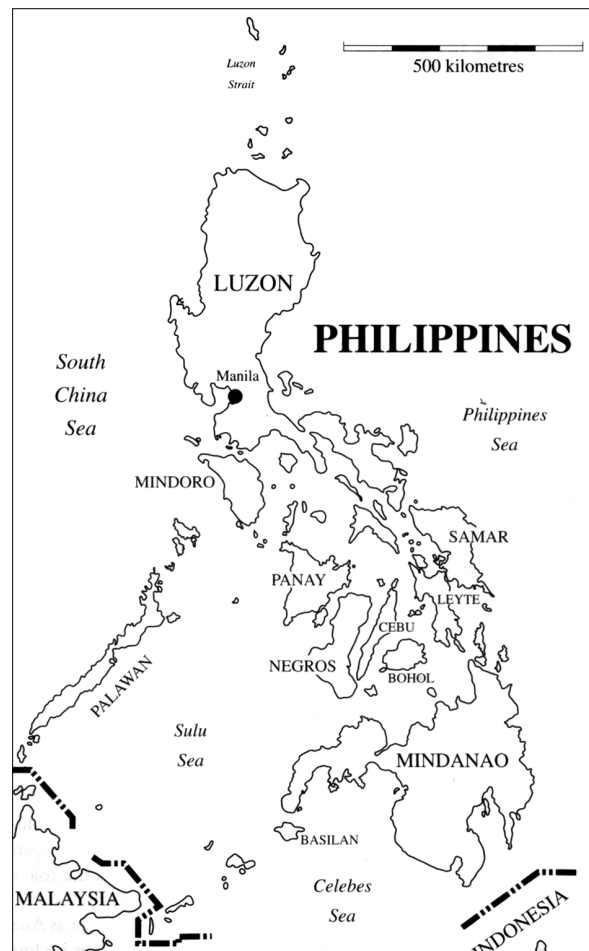 Luzon
Strait
500 kilometres
LUZON
PHILIPPINES
South
China
Sea
Manila
Philippines
Sea
MINDORO
SAMAR
PANAY
LEYTE
CEBU
NEGROS
BOHOL
PALAWAN
Sulu
Sea
MINDANAO
BASILAN
MALAYSIA
Celebes
Sea
INDONESIA